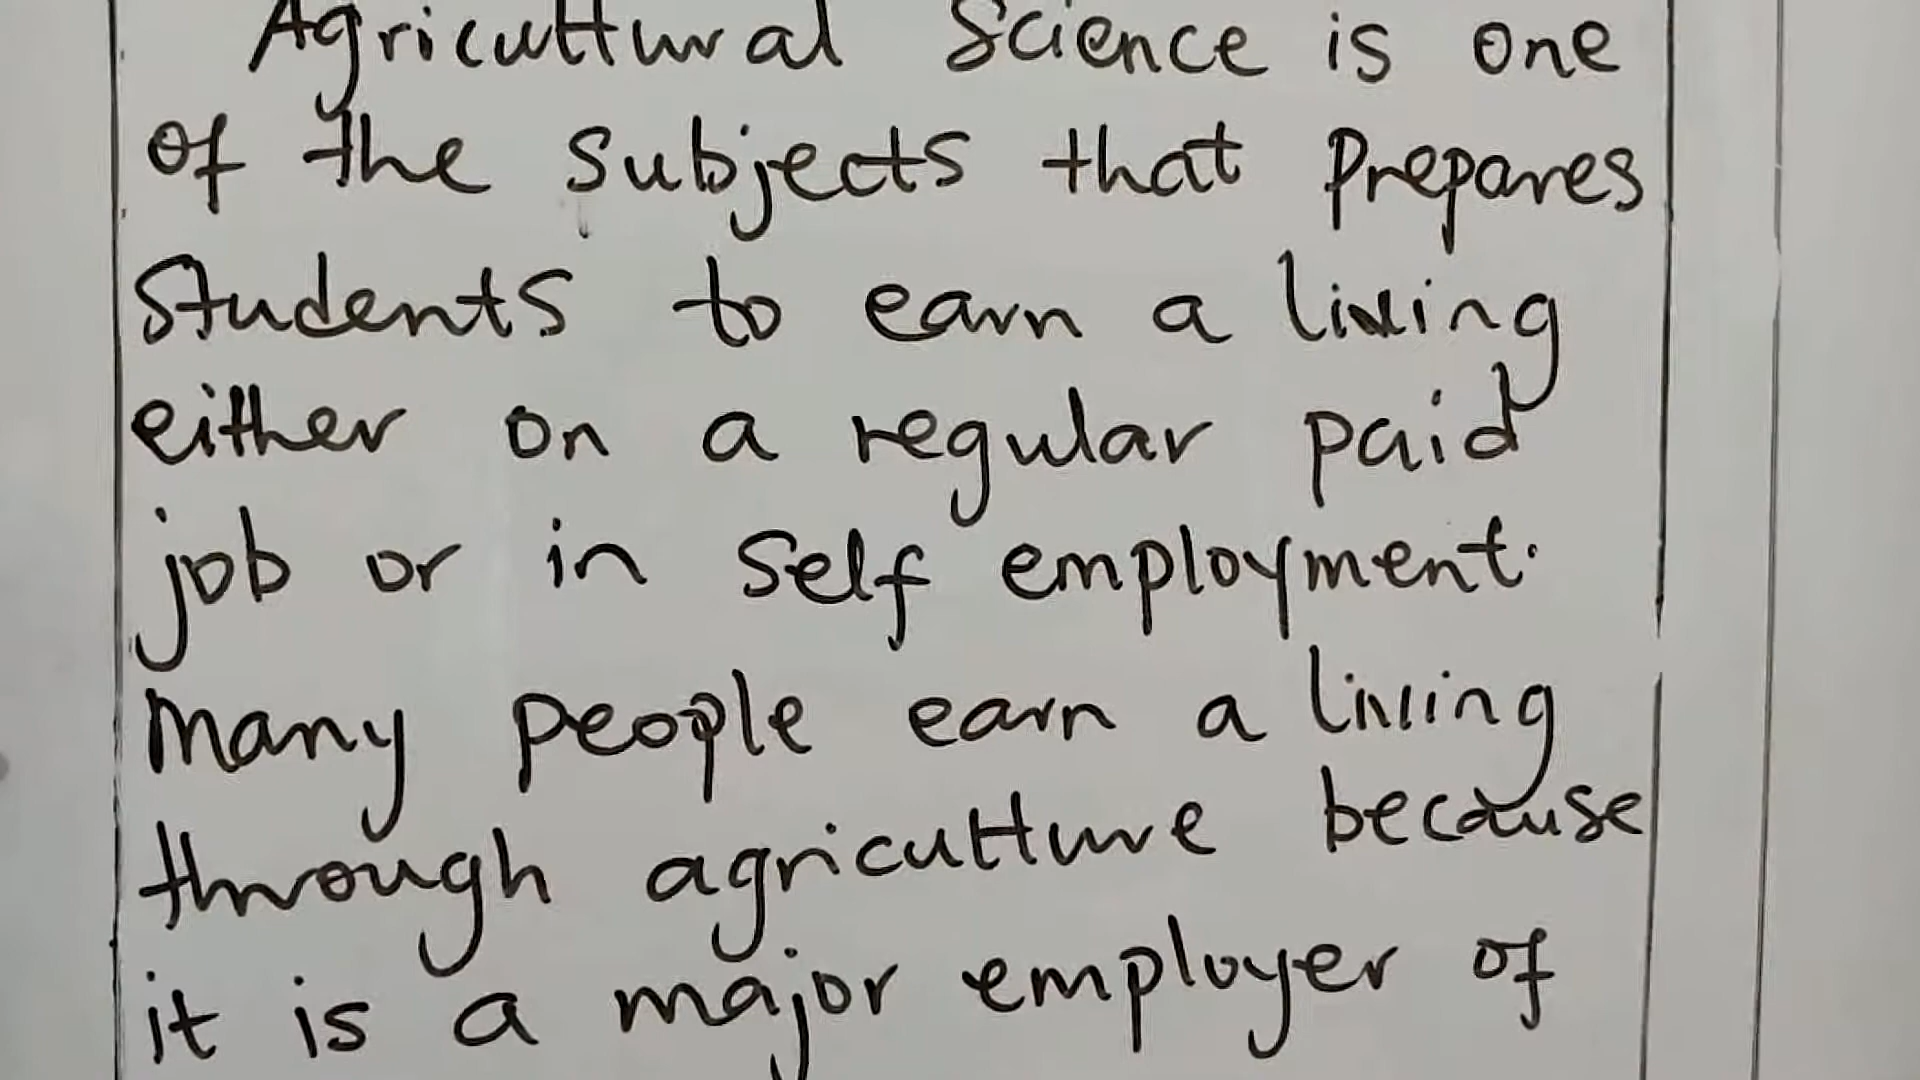 Agricultural Science is one
of the subjects that prepares
students to earn a living
either on a regular paid
job or in self employment.
many people earn a living
through agriculture because
it is a major employer of